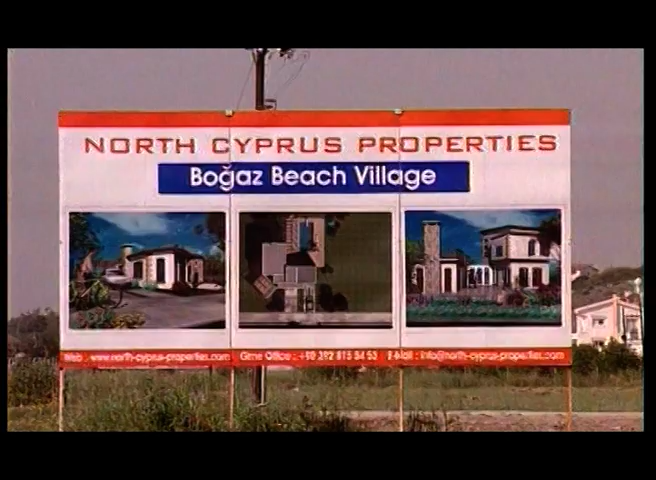 NORTH CYPRUS PROPERTIES
Boğaz Beach Village
Web : www.north-cyprus-properties.com Girne Office : +90 392 815 54 53 E-Mail : info@north-cyprus-properties.com